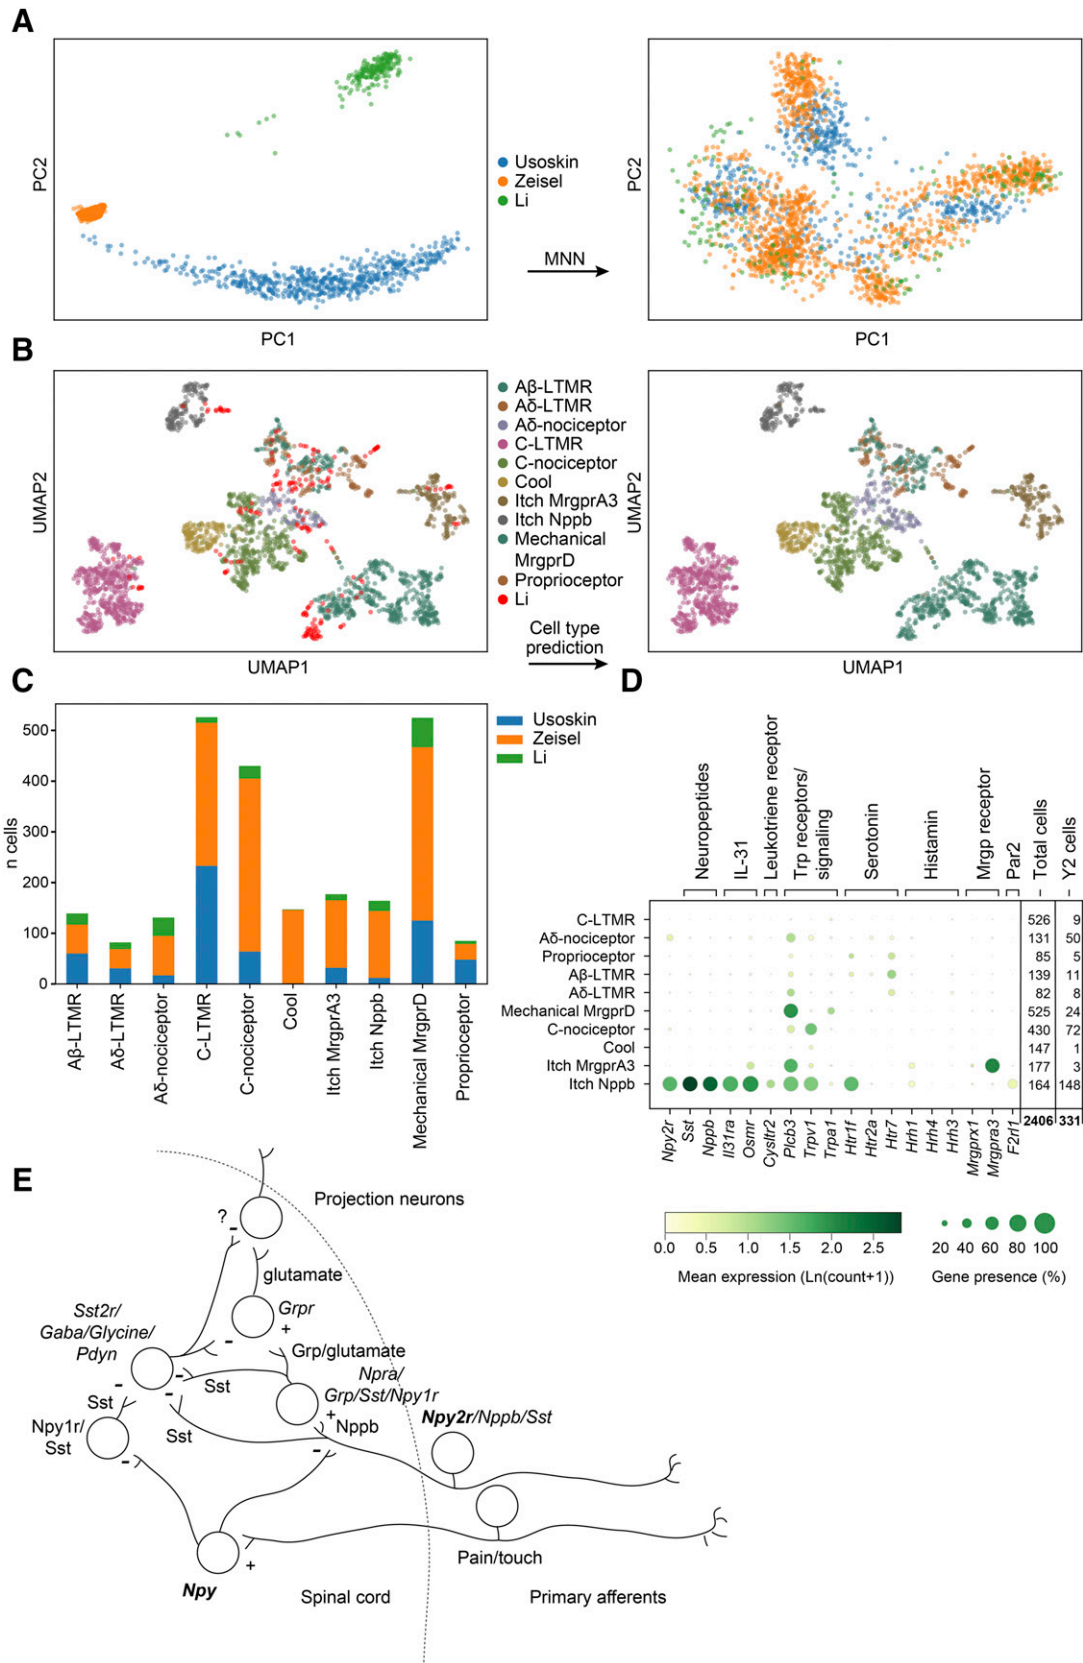 A
PC2
PC1
Usoskin
Zeisel
Li
MNN
PC2
PC1
B
UMAP2
UMAP1
Aβ-LTMR
Aδ-LTMR
Aδ-nociceptor
C-LTMR
C-nociceptor
Cool
Itch MrgprA3
Itch Nppb
Mechanical
MrgprD
Proprioceptor
Li
Cell type
prediction
UMAP2
UMAP1
C
n cells
500
400
300
200
100
0
Aβ-LTMR
Aδ-LTMR
Aδ-nociceptor
C-LTMR
C-nociceptor
Cool
Itch MrgprA3
Itch Nppb
Mechanical MrgprD
Proprioceptor
Usoskin
Zeisel
Li
D
Neuropeptides
IL-31
Leukotriene receptor
Trp receptors/
signaling
Serotonin
Histamin
Mrgp receptor
Par2
Total cells
Y2 cells
C-LTMR 526 9
Aδ-nociceptor 131 50
Proprioceptor 85 5
Aβ-LTMR 139 11
Aδ-LTMR 82 8
Mechanical MrgprD 525 24
C-nociceptor 430 72
Cool 147 1
Itch MrgprA3 177 3
Itch Nppb 164 148
2406 331
Npy2r
Sst
Nppb
Il31ra
Osmr
Cysltr2
Plcb3
Trpv1
Trpa1
Htr1f
Htr2a
Htr7
Hrh1
Hrh4
Hrh3
Mrgprx1
Mrgpra3
F2rl1
0.0 0.5 1.0 1.5 2.0 2.5
Mean expression (Ln(count+1))
20 40 60 80 100
Gene presence (%)
E
Projection neurons
?
-
glutamate
Grpr
+
-
Sst2r/
Gaba/Glycine/
Pdyn
Grp/glutamate
Npra/
Grp/Sst/Npy1r
-
Sst
-
-
Sst
Sst
+
Nppb
-
Npy2r/Nppb/Sst
Npy1r/
Sst
-
+
Npy
Pain/touch
Spinal cord
Primary afferents